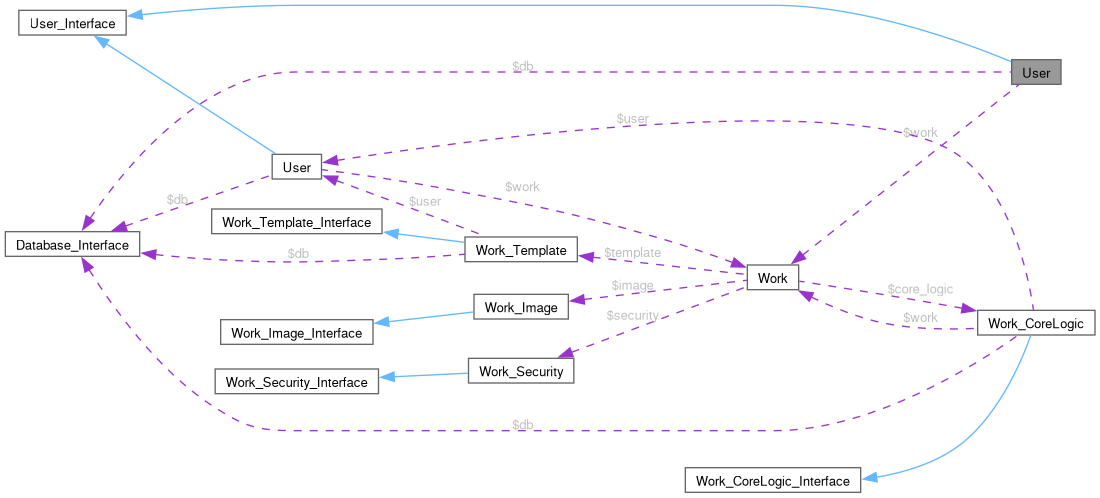 User_Interface
$db
User
$user
$work
User
$work
$db
$user
Work_Template_Interface
Database_Interface
$db
Work_Template
$template
Work
$image
$core_logic
Work_Image
$security
$work
Work_CoreLogic
Work_Image_Interface
Work_Security
Work_Security_Interface
$db
Work_CoreLogic_Interface